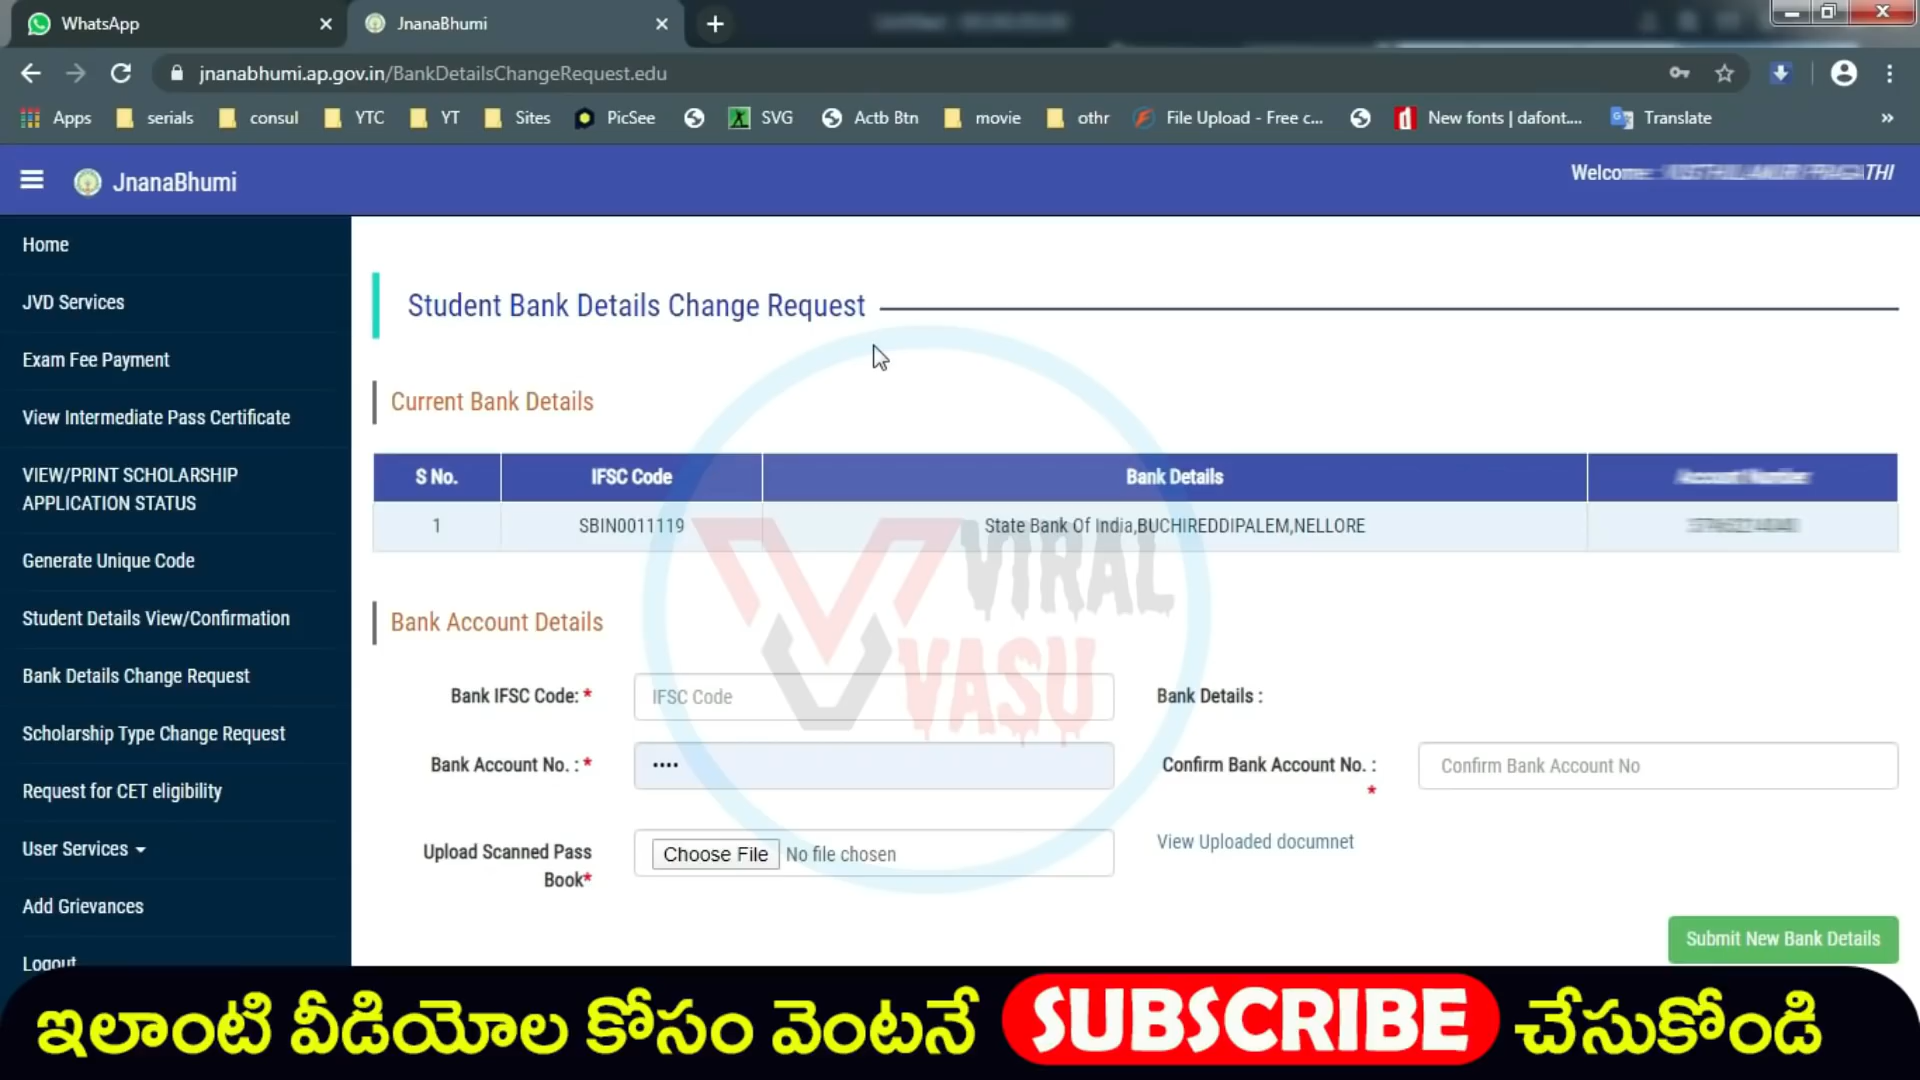 WhatsApp
JnanaBhumi
jnanabhumi.ap.gov.in/BankDetailsChangeRequest.edu
Apps serials consul YTC YT Sites PicSee SVG Actb Btn movie othr File Upload - Free c... New fonts | dafont.... Translate »
JnanaBhumi
Home
JVD Services
Exam Fee Payment
View Intermediate Pass Certificate
VIEW/PRINT SCHOLARSHIP
APPLICATION STATUS
Generate Unique Code
Student Details View/Confirmation
Bank Details Change Request
Scholarship Type Change Request
Request for CET eligibility
User Services
Add Grievances
Logout
Student Bank Details Change Request
Current Bank Details
S No. IFSC Code Bank Details
1 SBIN0011119 State Bank Of India,BUCHIREDDIPALEM,NELLORE
VIRAL
VASU
Bank Account Details
Bank IFSC Code: * IFSC Code Bank Details :
Bank Account No. : * •••• Confirm Bank Account No. : * Confirm Bank Account No
Upload Scanned Pass
Book* Choose File No file chosen View Uploaded documnet
Submit New Bank Details
ఇలాంటి వీడియోల కోసం వెంటనే SUBSCRIBE చేసుకోండి